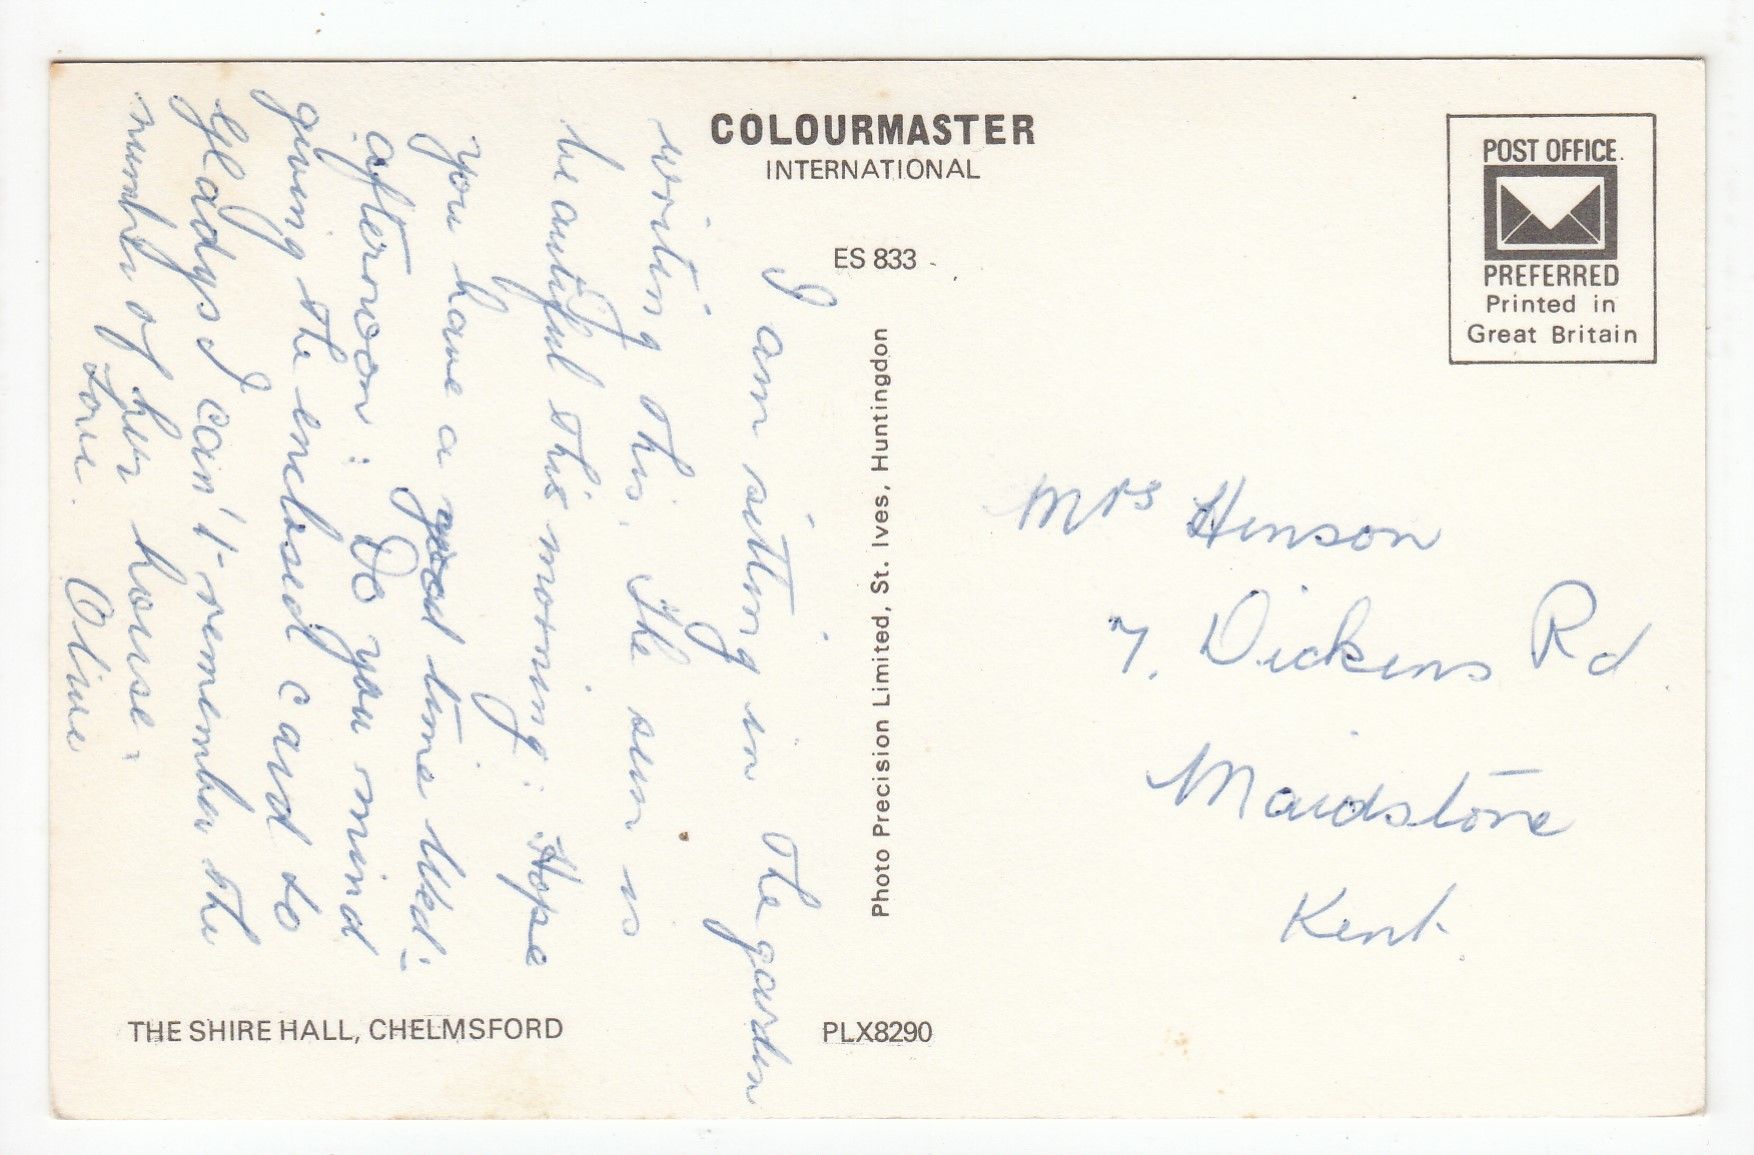 COLOURMASTER
INTERNATIONAL
ES 833
Photo Precision Limited, St. Ives, Huntingdon
POST OFFICE
PREFERRED
Printed in
Great Britain
I am sitting in the garden
writing this. The sun is
beautiful this morning: Hope
you have a good time Wed:
afternoon: Do you mind
giving the enclosed card to
Gladys I can't remember the
number of her house.
Love. Olive
Mrs Henson
7, Dickens Rd.
Maidstone
Kent.
THE SHIRE HALL, CHELMSFORD
PLX8290